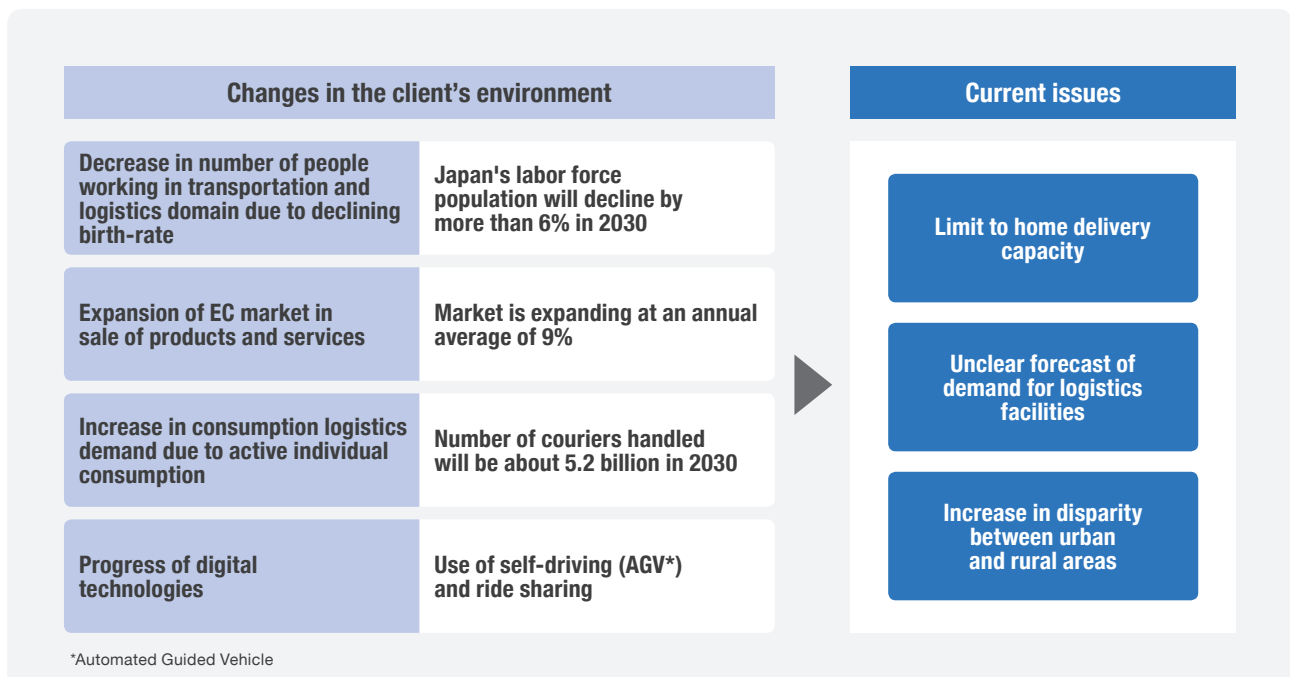 Changes in the client's environment
Decrease in number of people
working in transportation and
logistics domain due to declining
birth-rate
Japan's labor force
population will decline by
more than 6% in 2030
Expansion of EC market in
sale of products and services
Market is expanding at an annual
average of 9%
Increase in consumption logistics
demand due to active individual
consumption
Number of couriers handled
will be about 5.2 billion in 2030
Progress of digital
technologies
Use of self-driving (AGV*)
and ride sharing
*Automated Guided Vehicle
Current issues
Limit to home delivery
capacity
Unclear forecast of
demand for logistics
facilities
Increase in disparity
between urban
and rural areas